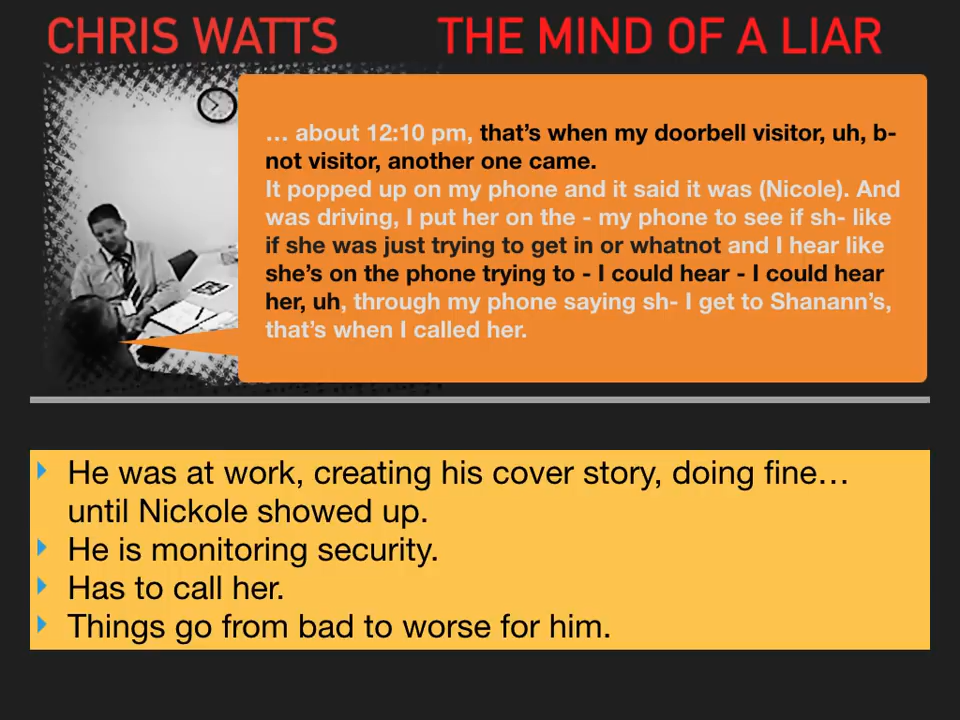 CHRIS WATTS THE MIND OF A LIAR
… about 12:10 pm, that’s when my doorbell visitor, uh, b-
not visitor, another one came.
It popped up on my phone and it said it was (Nicole). And
was driving, I put her on the - my phone to see if sh- like
if she was just trying to get in or whatnot and I hear like
she’s on the phone trying to - I could hear - I could hear
her, uh, through my phone saying sh- I get to Shanann’s,
that’s when I called her.
He was at work, creating his cover story, doing fine…
until Nickole showed up.
He is monitoring security.
Has to call her.
Things go from bad to worse for him.